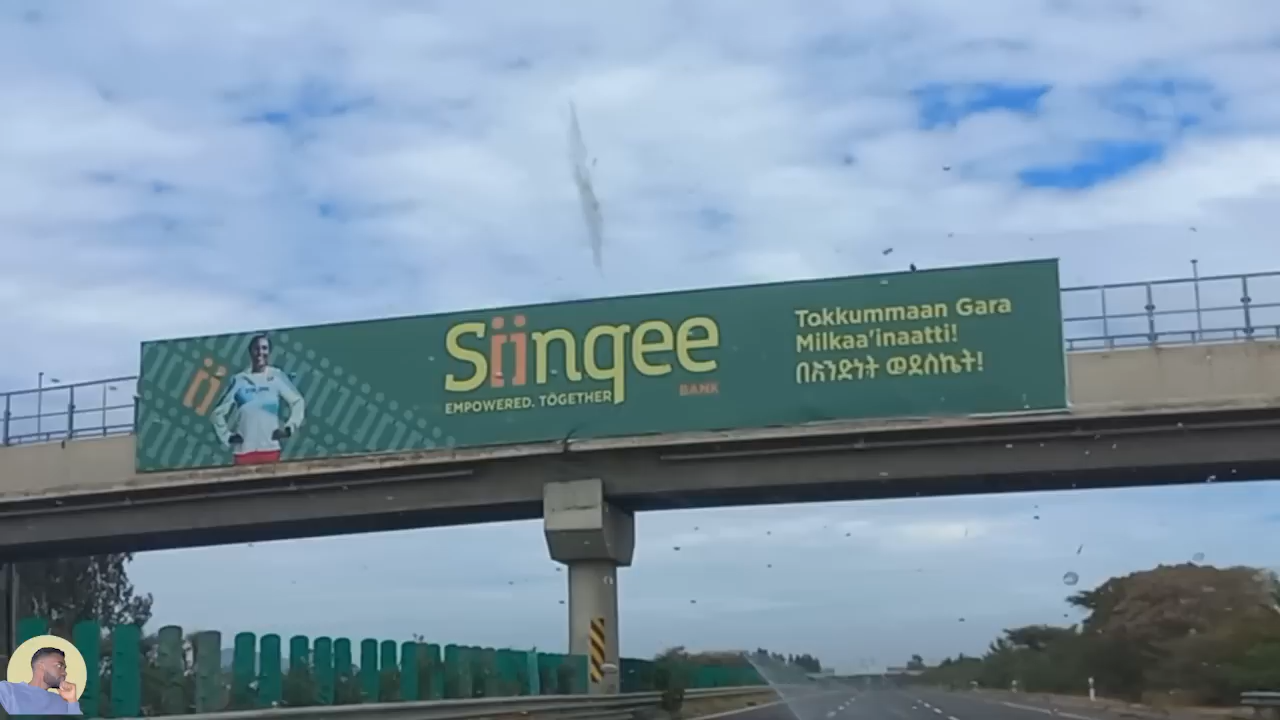 Siinqee
EMPOWERED. TOGETHER
BANK
Tokkummaan Gara
Milkaa'inaatti!
በአንድነት ወደስኬት!